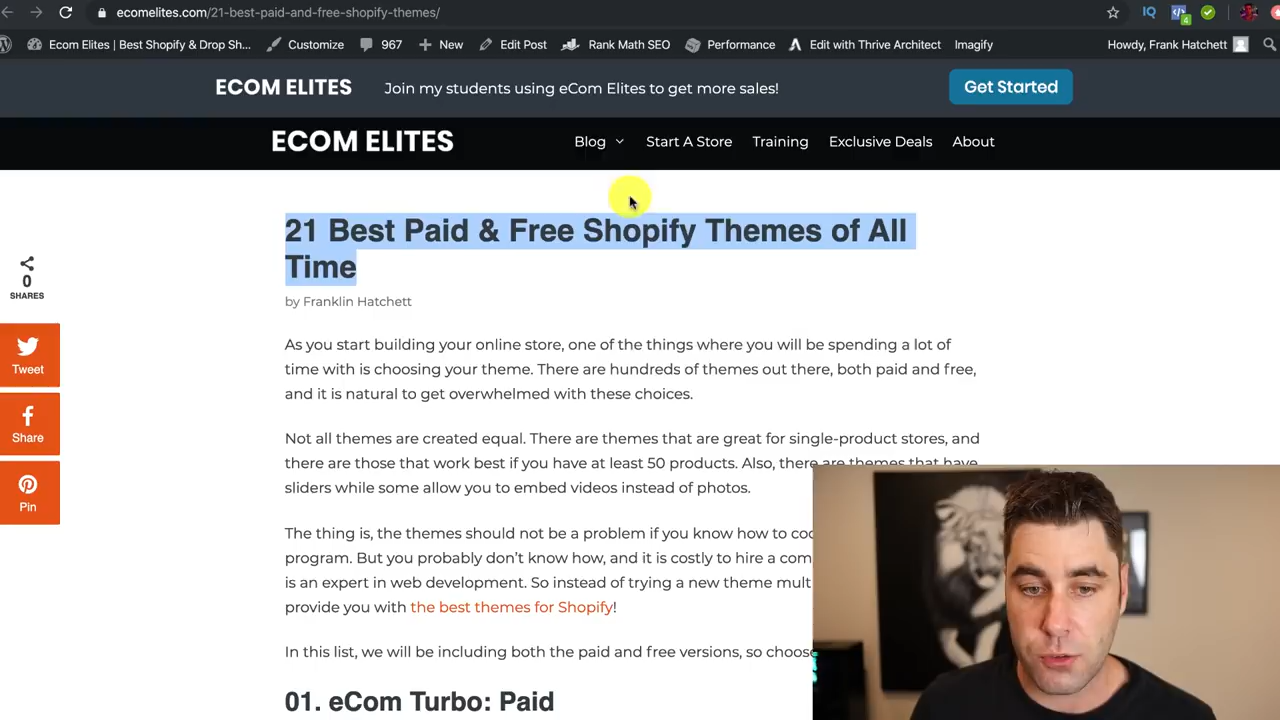 ecomelites.com/21-best-paid-and-free-shopify-themes/
IQ
4
Ecom Elites | Best Shopify & Drop Sh...
Customize
967
New
Edit Post
Rank Math SEO
Performance
Edit with Thrive Architect
Imagify
Howdy, Frank Hatchett
ECOM ELITES
Join my students using eCom Elites to get more sales!
Get Started
ECOM ELITES
Blog
Start A Store
Training
Exclusive Deals
About
21 Best Paid & Free Shopify Themes of All
Time
by Franklin Hatchett
0
SHARES
Tweet
Share
Pin
As you start building your online store, one of the things where you will be spending a lot of
time with is choosing your theme. There are hundreds of themes out there, both paid and free,
and it is natural to get overwhelmed with these choices.
Not all themes are created equal. There are themes that are great for single-product stores, and
there are those that work best if you have at least 50 products. Also, there are themes that have
sliders while some allow you to embed videos instead of photos.
The thing is, the themes should not be a problem if you know how to
program. But you probably don't know how, and it is costly to hire a
is an expert in web development. So instead of trying a new theme
provide you with the best themes for Shopify!
In this list, we will be including both the paid and free versions, so
01. eCom Turbo: Paid